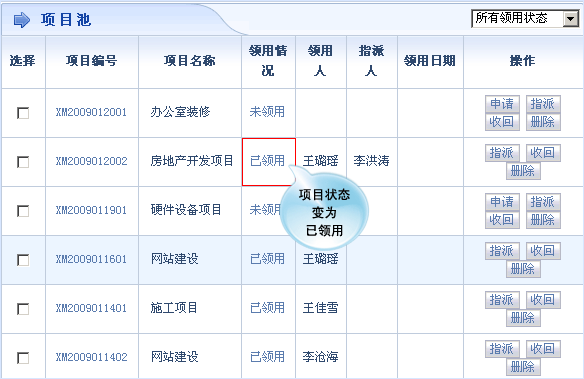 项目池
所有领用状态
选择 项目编号 项目名称 领用情况 领用人 指派人 领用日期 操作
XM2009012001 办公室装修 未领用 申请 指派
收回 删除
XM2009012002 房地产开发项目 已领用 王璐瑶 李洪涛 指派 收回
删除
项目状态
变为
已领用
XM2009011901 硬件设备项目 未领 申请 指派
收回 删除
XM2009011601 网站建设 已领用 王璐瑶 指派 收回
删除
XM2009011401 施工项目 已领用 王佳雪 指派 收回
删除
XM2009011402 网站建设 已领用 李沧海 指派 收回
删除